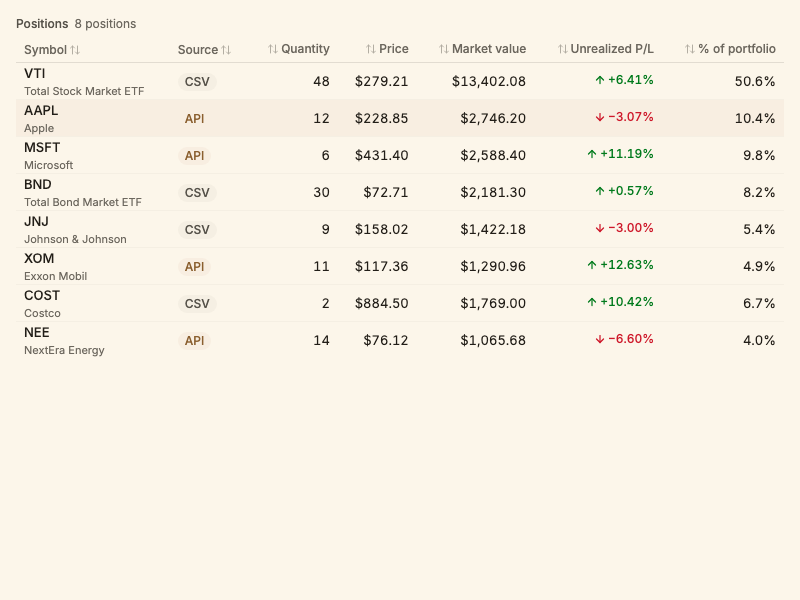 Positions 8 positions
Symbol ↑↓ Source ↑↓ ↑↓ Quantity ↑↓ Price ↑↓ Market value ↑↓ Unrealized P/L ↑↓ % of portfolio
VTI
Total Stock Market ETF CSV 48 $279.21 $13,402.08 ↑ +6.41% 50.6%
AAPL
Apple API 12 $228.85 $2,746.20 ↓ −3.07% 10.4%
MSFT
Microsoft API 6 $431.40 $2,588.40 ↑ +11.19% 9.8%
BND
Total Bond Market ETF CSV 30 $72.71 $2,181.30 ↑ +0.57% 8.2%
JNJ
Johnson & Johnson CSV 9 $158.02 $1,422.18 ↓ −3.00% 5.4%
XOM
Exxon Mobil API 11 $117.36 $1,290.96 ↑ +12.63% 4.9%
COST
Costco CSV 2 $884.50 $1,769.00 ↑ +10.42% 6.7%
NEE
NextEra Energy API 14 $76.12 $1,065.68 ↓ −6.60% 4.0%